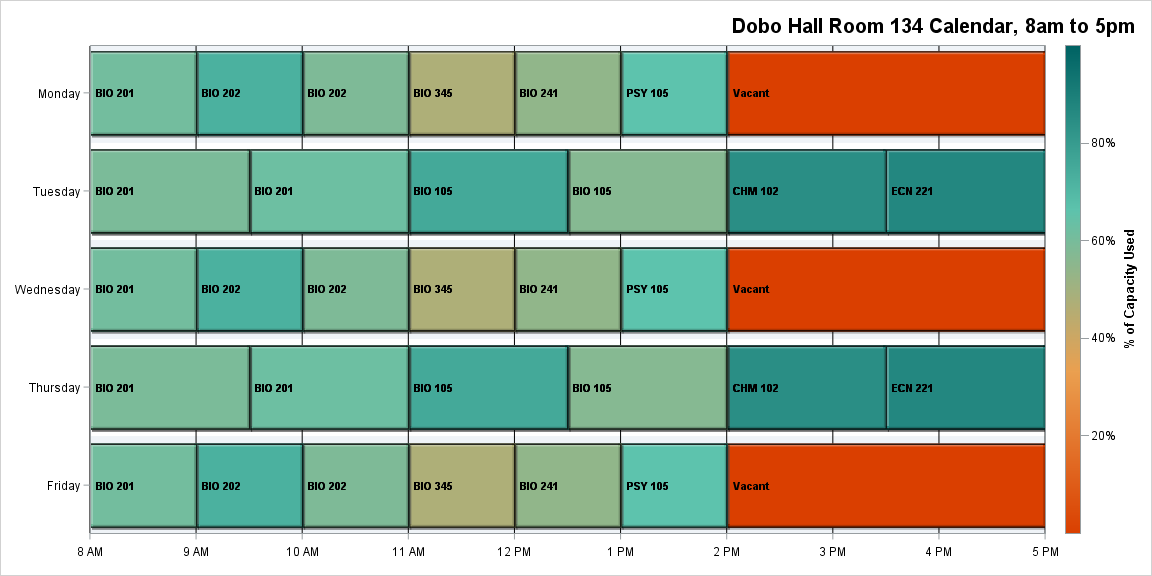 Dobo Hall Room 134 Calendar, 8am to 5pm
Monday BIO 201 BIO 202 BIO 202 BIO 345 BIO 241 PSY 105 Vacant
80%
Tuesday BIO 201 BIO 201 BIO 105 BIO 105 CHM 102 ECN 221
60%
Wednesday BIO 201 BIO 202 BIO 202 BIO 345 BIO 241 PSY 105 Vacant
% of Capacity Used
40%
Thursday BIO 201 BIO 201 BIO 105 BIO 105 CHM 102 ECN 221
20%
Friday BIO 201 BIO 202 BIO 202 BIO 345 BIO 241 PSY 105 Vacant
8 AM 9 AM 10 AM 11 AM 12 PM 1 PM 2 PM 3 PM 4 PM 5 PM